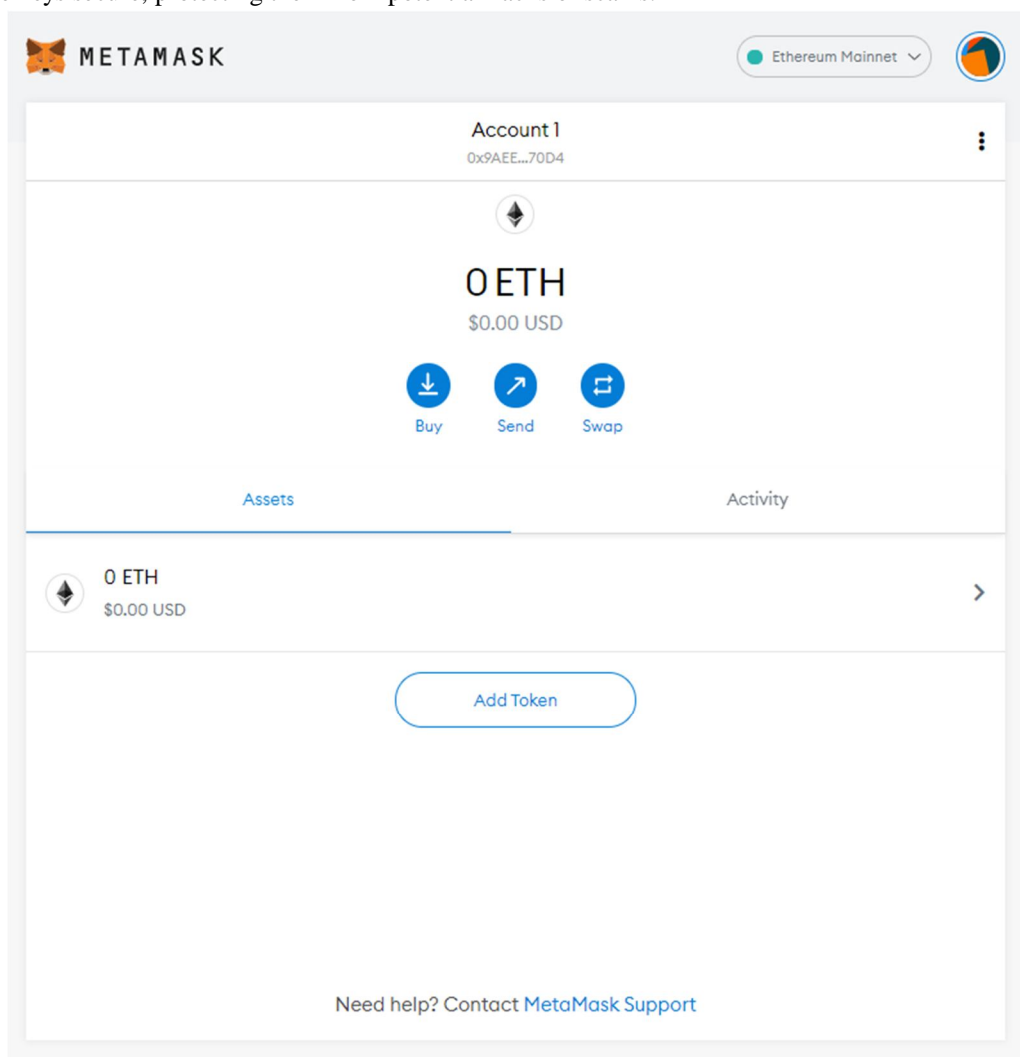 METAMASK
Ethereum Mainnet
Account 1
0x9AEE...70D4
0 ETH
$0.00 USD
Buy Send Swap
Assets Activity
0 ETH
$0.00 USD
Add Token
Need help? Contact MetaMask Support